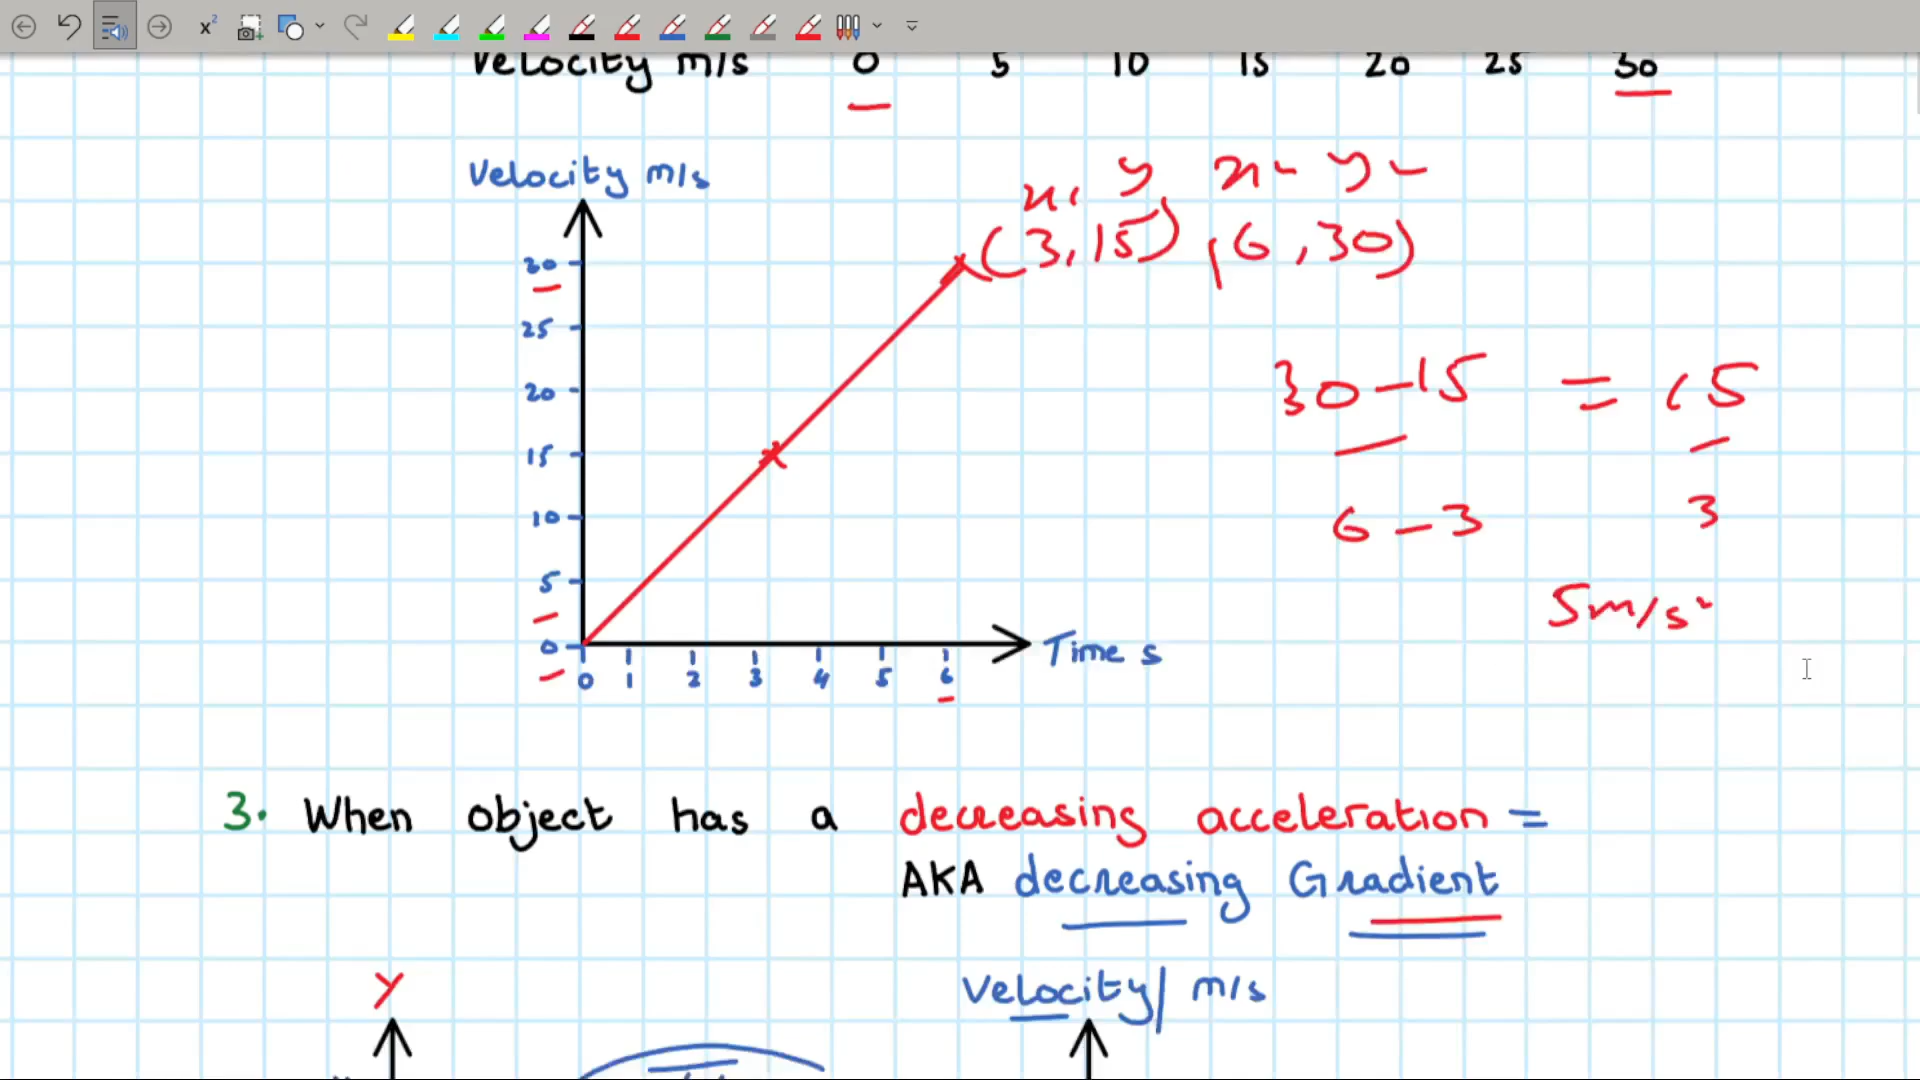 Velocity m/s 0 5 10 15 20 25 30
Velocity m/s
x1 y x2 y2
(3,15) (6,30)
30
25
20
15
10
5
0
0 1 2 3 4 5 6
Time s
30-15 = 15
6-3 3
5m/s²
3. When object has a decreasing acceleration =
AKA decreasing Gradient
Y
Velocity/ m/s